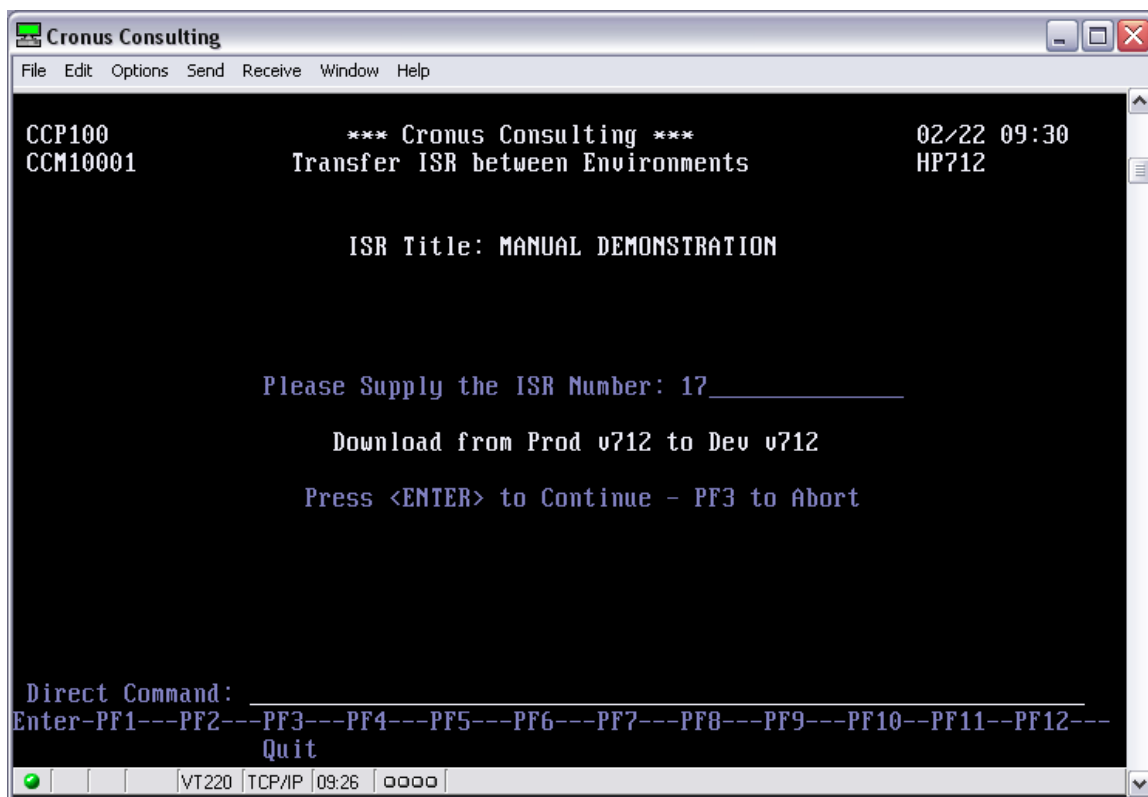 Cronus Consulting
File Edit Options Send Receive Window Help
CCP100 *** Cronus Consulting *** 02/22 09:30
CCM10001 Transfer ISR between Environments HP712
ISR Title: MANUAL DEMONSTRATION
Please Supply the ISR Number: 17______________
Download from Prod v712 to Dev v712
Press <ENTER> to Continue - PF3 to Abort
Direct Command: ____________________________________________________________
Enter-PF1---PF2---PF3---PF4---PF5---PF6---PF7---PF8---PF9---PF10--PF11--PF12---
Quit
VT220 TCP/IP 09:26